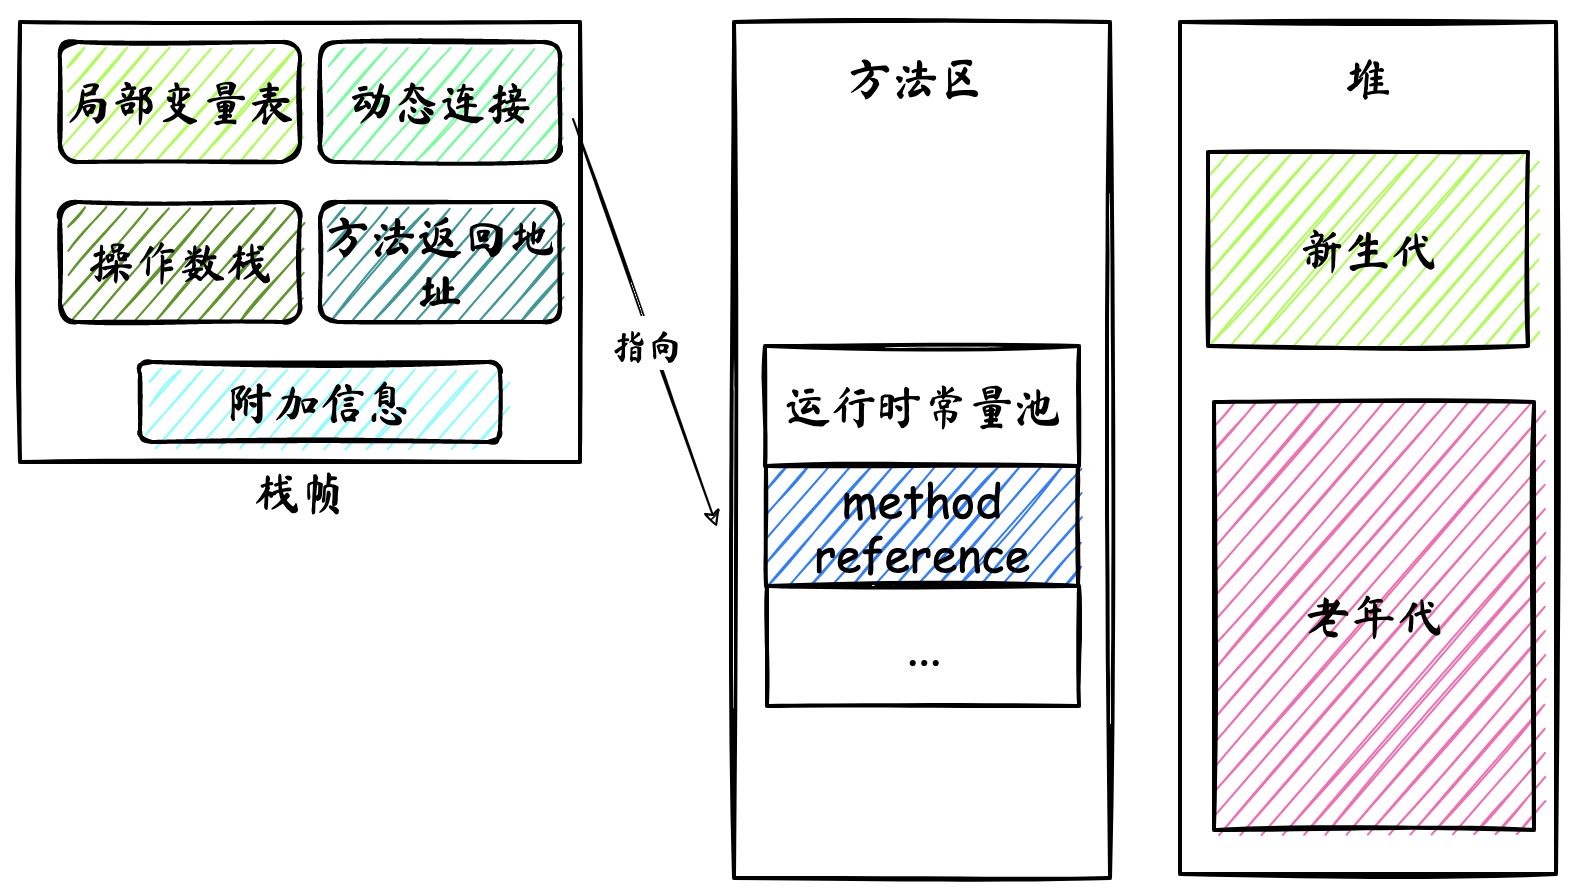 局部变量表
动态连接
操作数栈
方法返回地
址
附加信息
栈帧
指向
方法区
运行时常量池
method
reference
...
堆
新生代
老年代